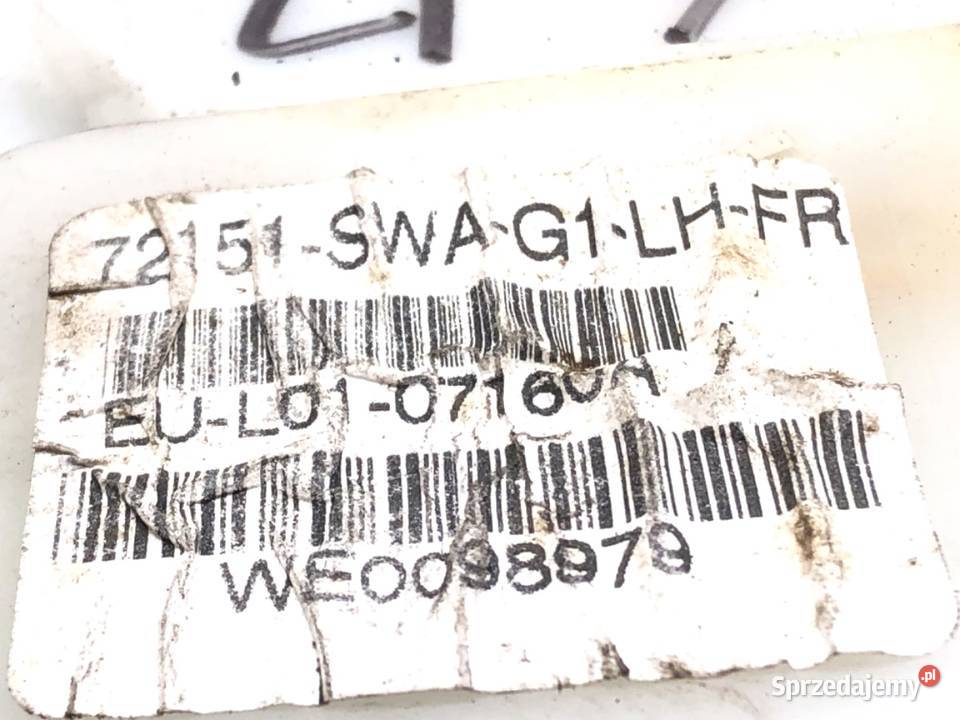 72151-SWA-G1-LH-FR
EU-L01-07160A
WE0098979
Sprzedajemy.pl